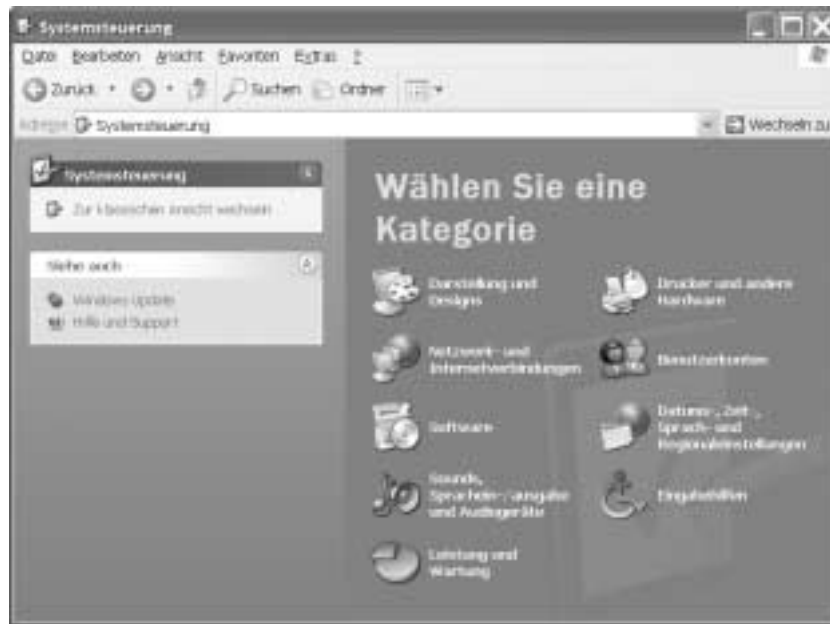 Systemsteuerung
Datei Bearbeiten Ansicht Favoriten Extras ?
Zurück Suchen Ordner
Adresse Systemsteuerung Wechseln zu
Systemsteuerung
Zur klassischen Ansicht wechseln
Siehe auch
Windows Update
Hilfe und Support
Wählen Sie eine
Kategorie
Darstellung und
Designs
Drucker und andere
Hardware
Netzwerk- und
Internetverbindungen
Benutzerkonten
Software
Datums-, Zeit-,
Sprach- und
Regionaleinstellungen
Sounds,
Sprachein-/ausgabe
und Audiogeräte
Eingabehilfen
Leistung und
Wartung